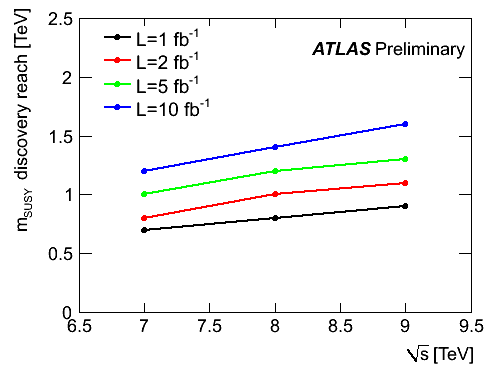 m_SUSY discovery reach [TeV]
2.5
2
1.5
1
0.5
0
L=1 fb⁻¹
L=2 fb⁻¹
L=5 fb⁻¹
L=10 fb⁻¹
ATLAS Preliminary
6.5 7 7.5 8 8.5 9 9.5
√s [TeV]